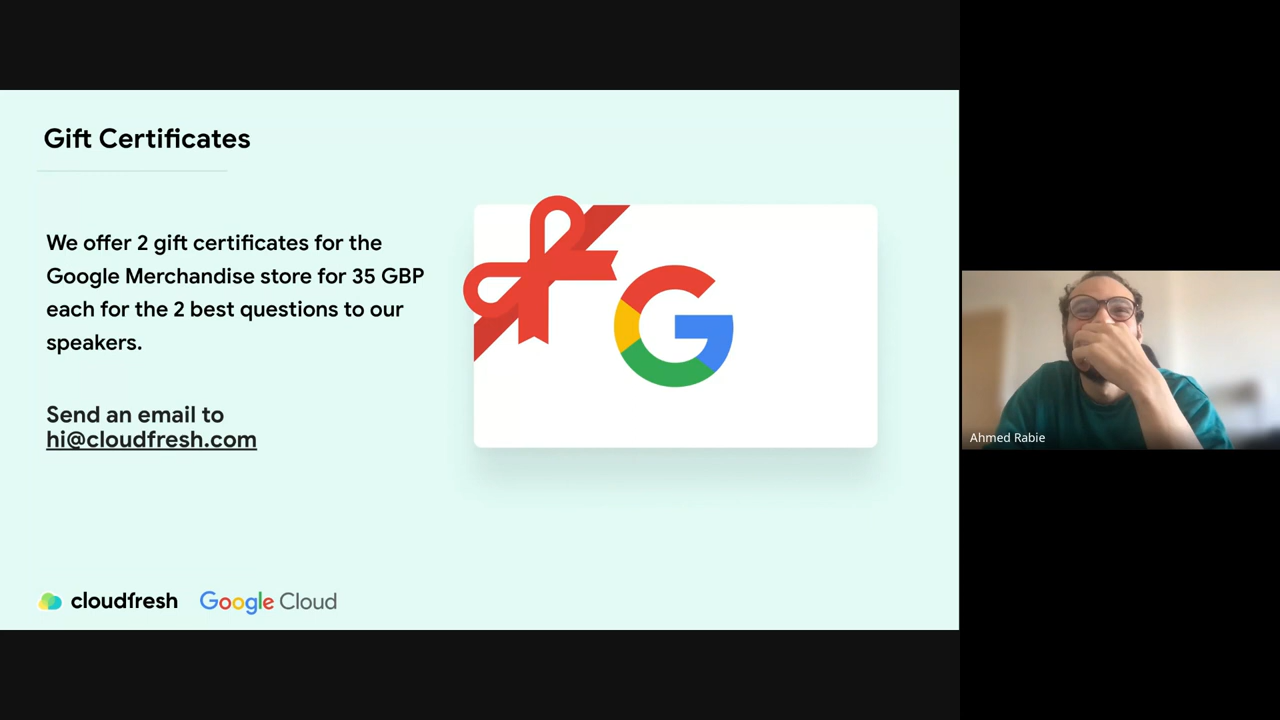 Gift Certificates
We offer 2 gift certificates for the
Google Merchandise store for 35 GBP
each for the 2 best questions to our
speakers.
Send an email to
hi@cloudfresh.com
cloudfresh Google Cloud
Ahmed Rabie